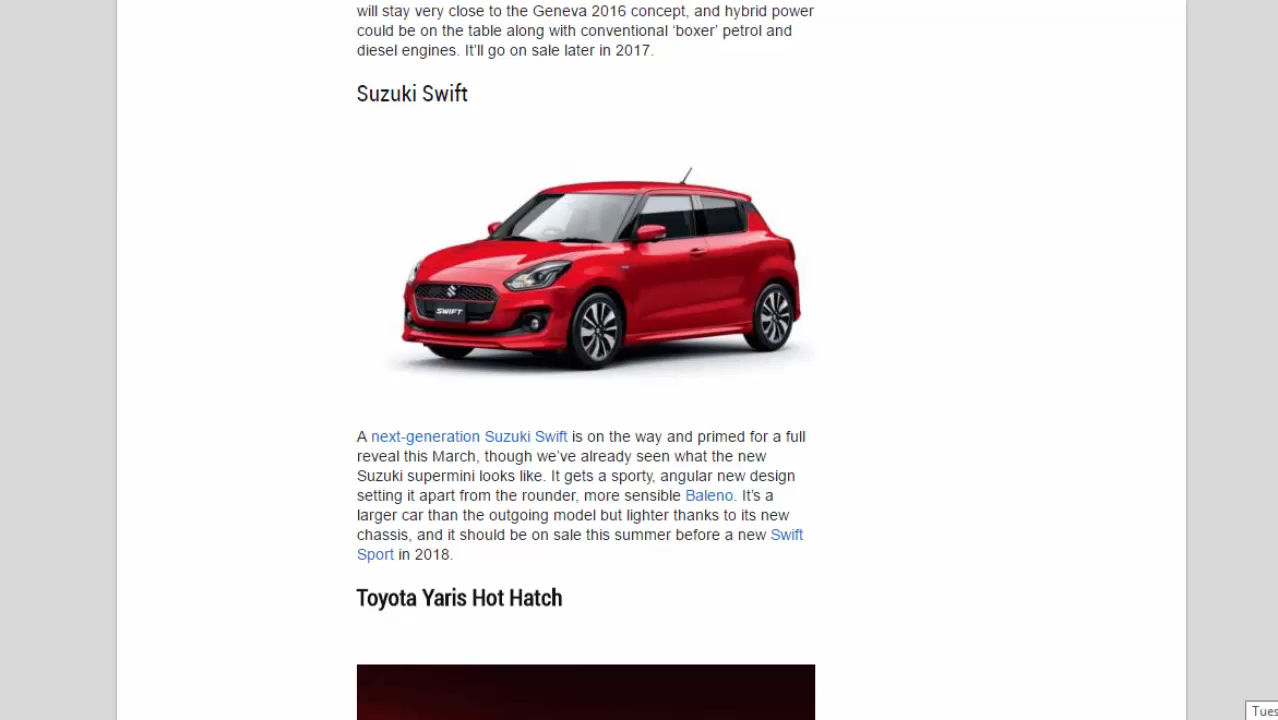 will stay very close to the Geneva 2016 concept, and hybrid power
could be on the table along with conventional ‘boxer’ petrol and
diesel engines. It’ll go on sale later in 2017.
Suzuki Swift
SWIFT
A next-generation Suzuki Swift is on the way and primed for a full
reveal this March, though we’ve already seen what the new
Suzuki supermini looks like. It gets a sporty, angular new design
setting it apart from the rounder, more sensible Baleno. It’s a
larger car than the outgoing model but lighter thanks to its new
chassis, and it should be on sale this summer before a new Swift
Sport in 2018.
Toyota Yaris Hot Hatch
Tues